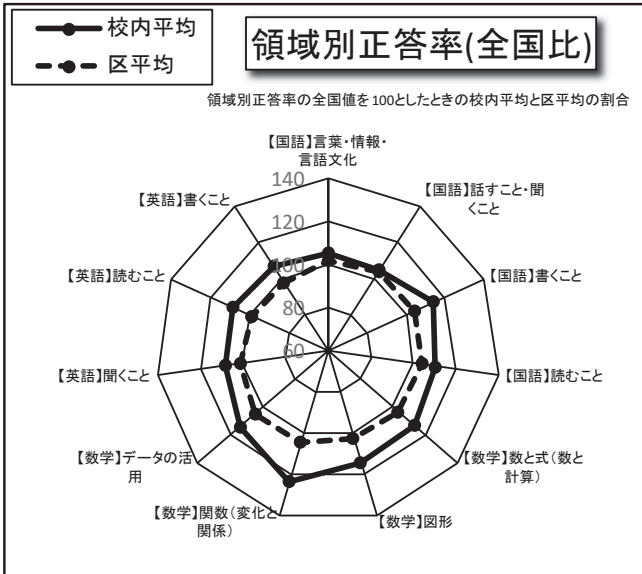 校内平均
区平均
領域別正答率(全国比)
領域別正答率の全国値を100としたときの校内平均と区平均の割合
【国語】言葉・情報・
言語文化
【国語】話すこと・聞
くこと
【国語】書くこと
【国語】読むこと
【数学】数と式(数と
計算)
【数学】図形
【数学】関数(変化と
関係)
【数学】データの活
用
【英語】聞くこと
【英語】読むこと
【英語】書くこと
140
120
100
80
60